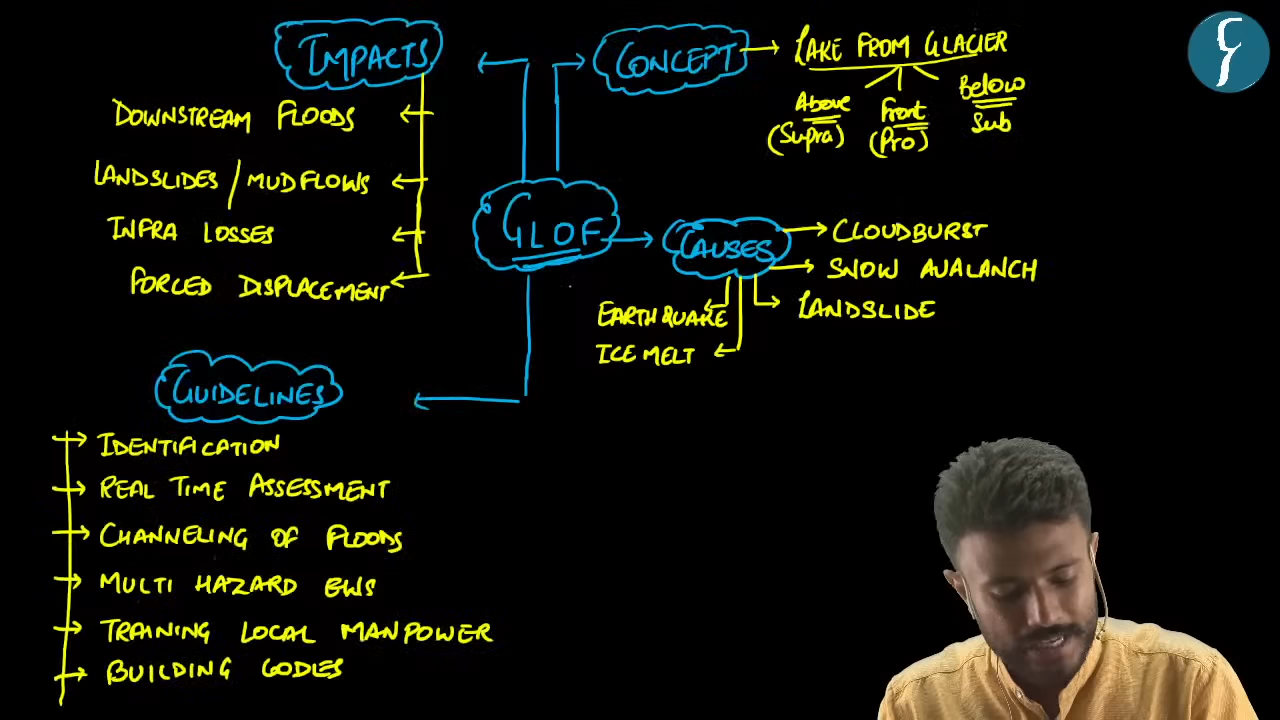 IMPACTS
DOWNSTREAM FLOODS
LANDSLIDES / MUDFLOWS
INFRA LOSSES
FORCED DISPLACEMENT
CONCEPT
LAKE FROM GLACIER
Above Front Below
(Supra) (Pro) Sub
GLOF
CAUSES
CLOUDBURST
SNOW AVALANCH
LANDSLIDE
EARTHQUAKE
ICE MELT
GUIDELINES
IDENTIFICATION
REAL TIME ASSESSMENT
CHANNELING OF FLOODS
MULTI HAZARD EWS
TRAINING LOCAL MANPOWER
BUILDING CODES